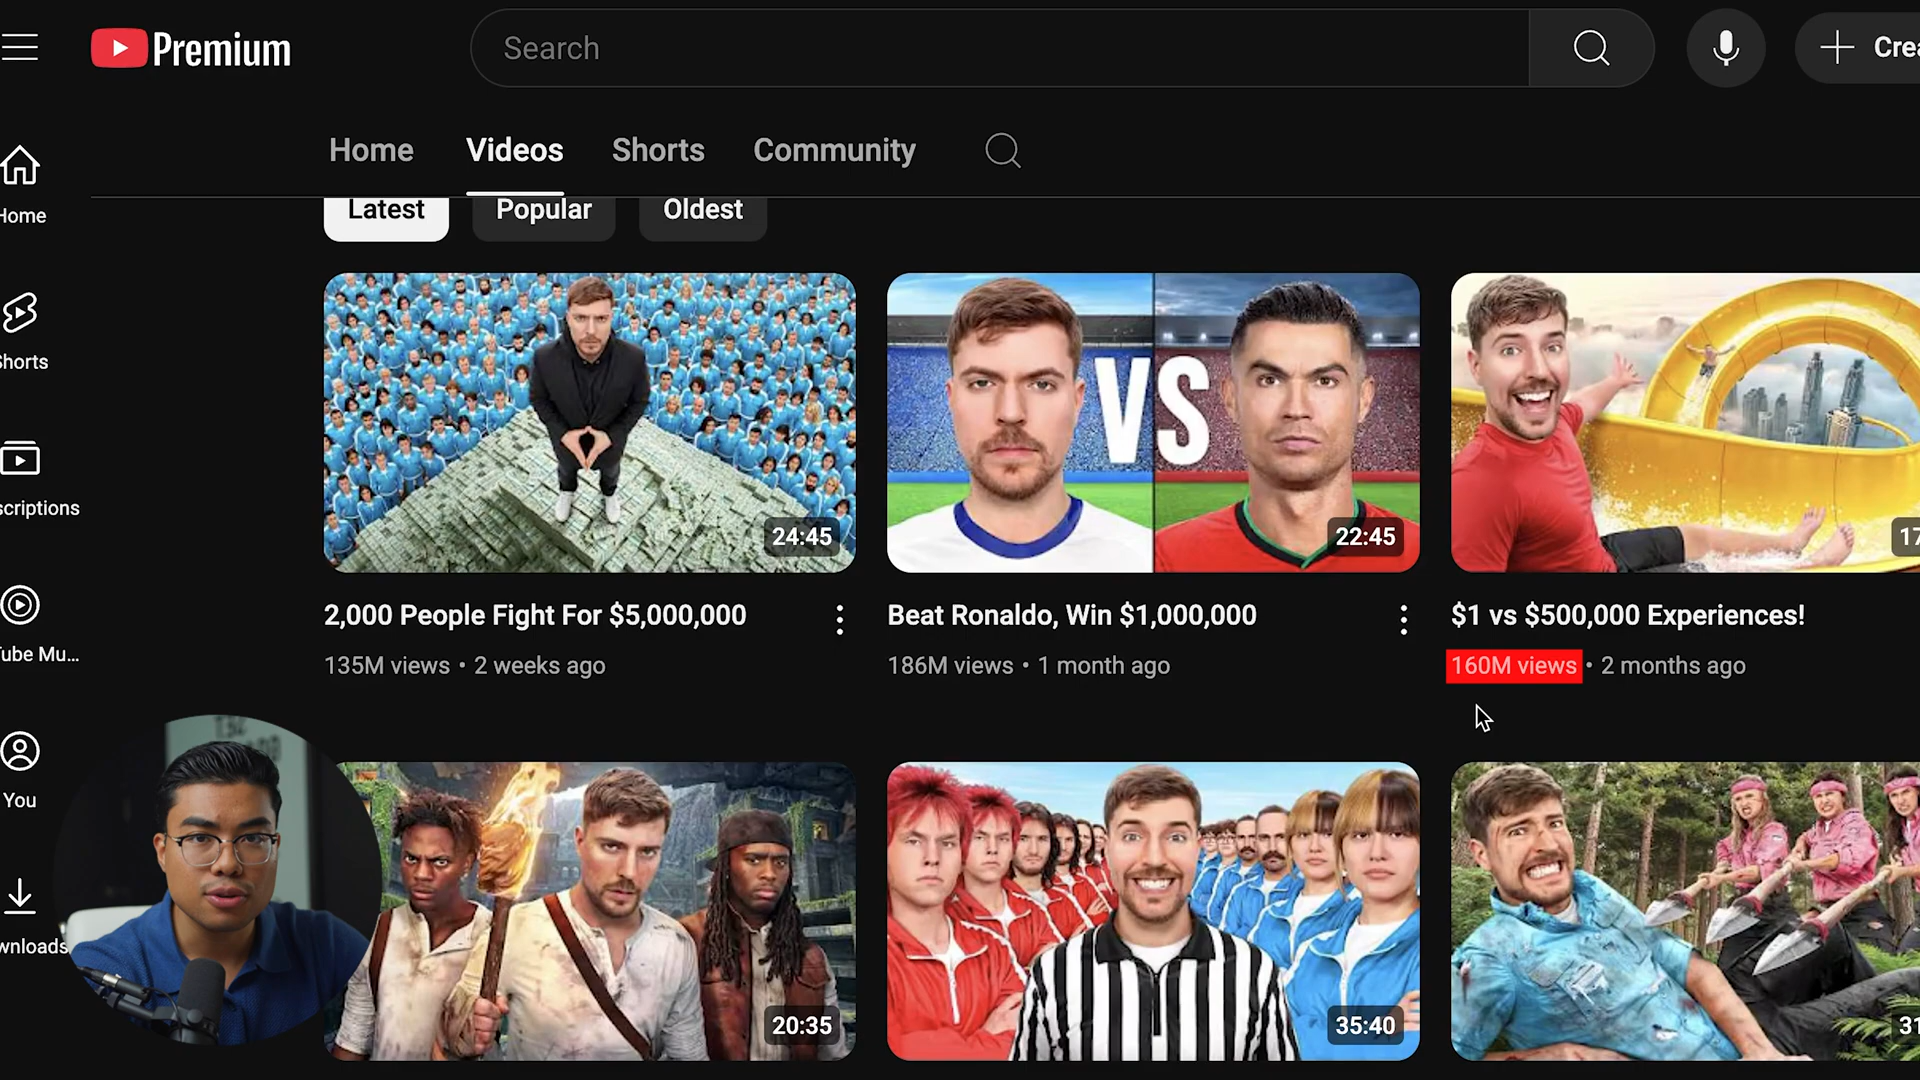 Premium
Search
Crea
Home
Videos
Shorts
Community
Latest
Popular
Oldest
Home
Shorts
scriptions
Tube Mu...
You
wnloads
24:45
22:45
17
2,000 People Fight For $5,000,000
Beat Ronaldo, Win $1,000,000
$1 vs $500,000 Experiences!
135M views • 2 weeks ago
186M views • 1 month ago
160M views • 2 months ago
VS
20:35
35:40
31